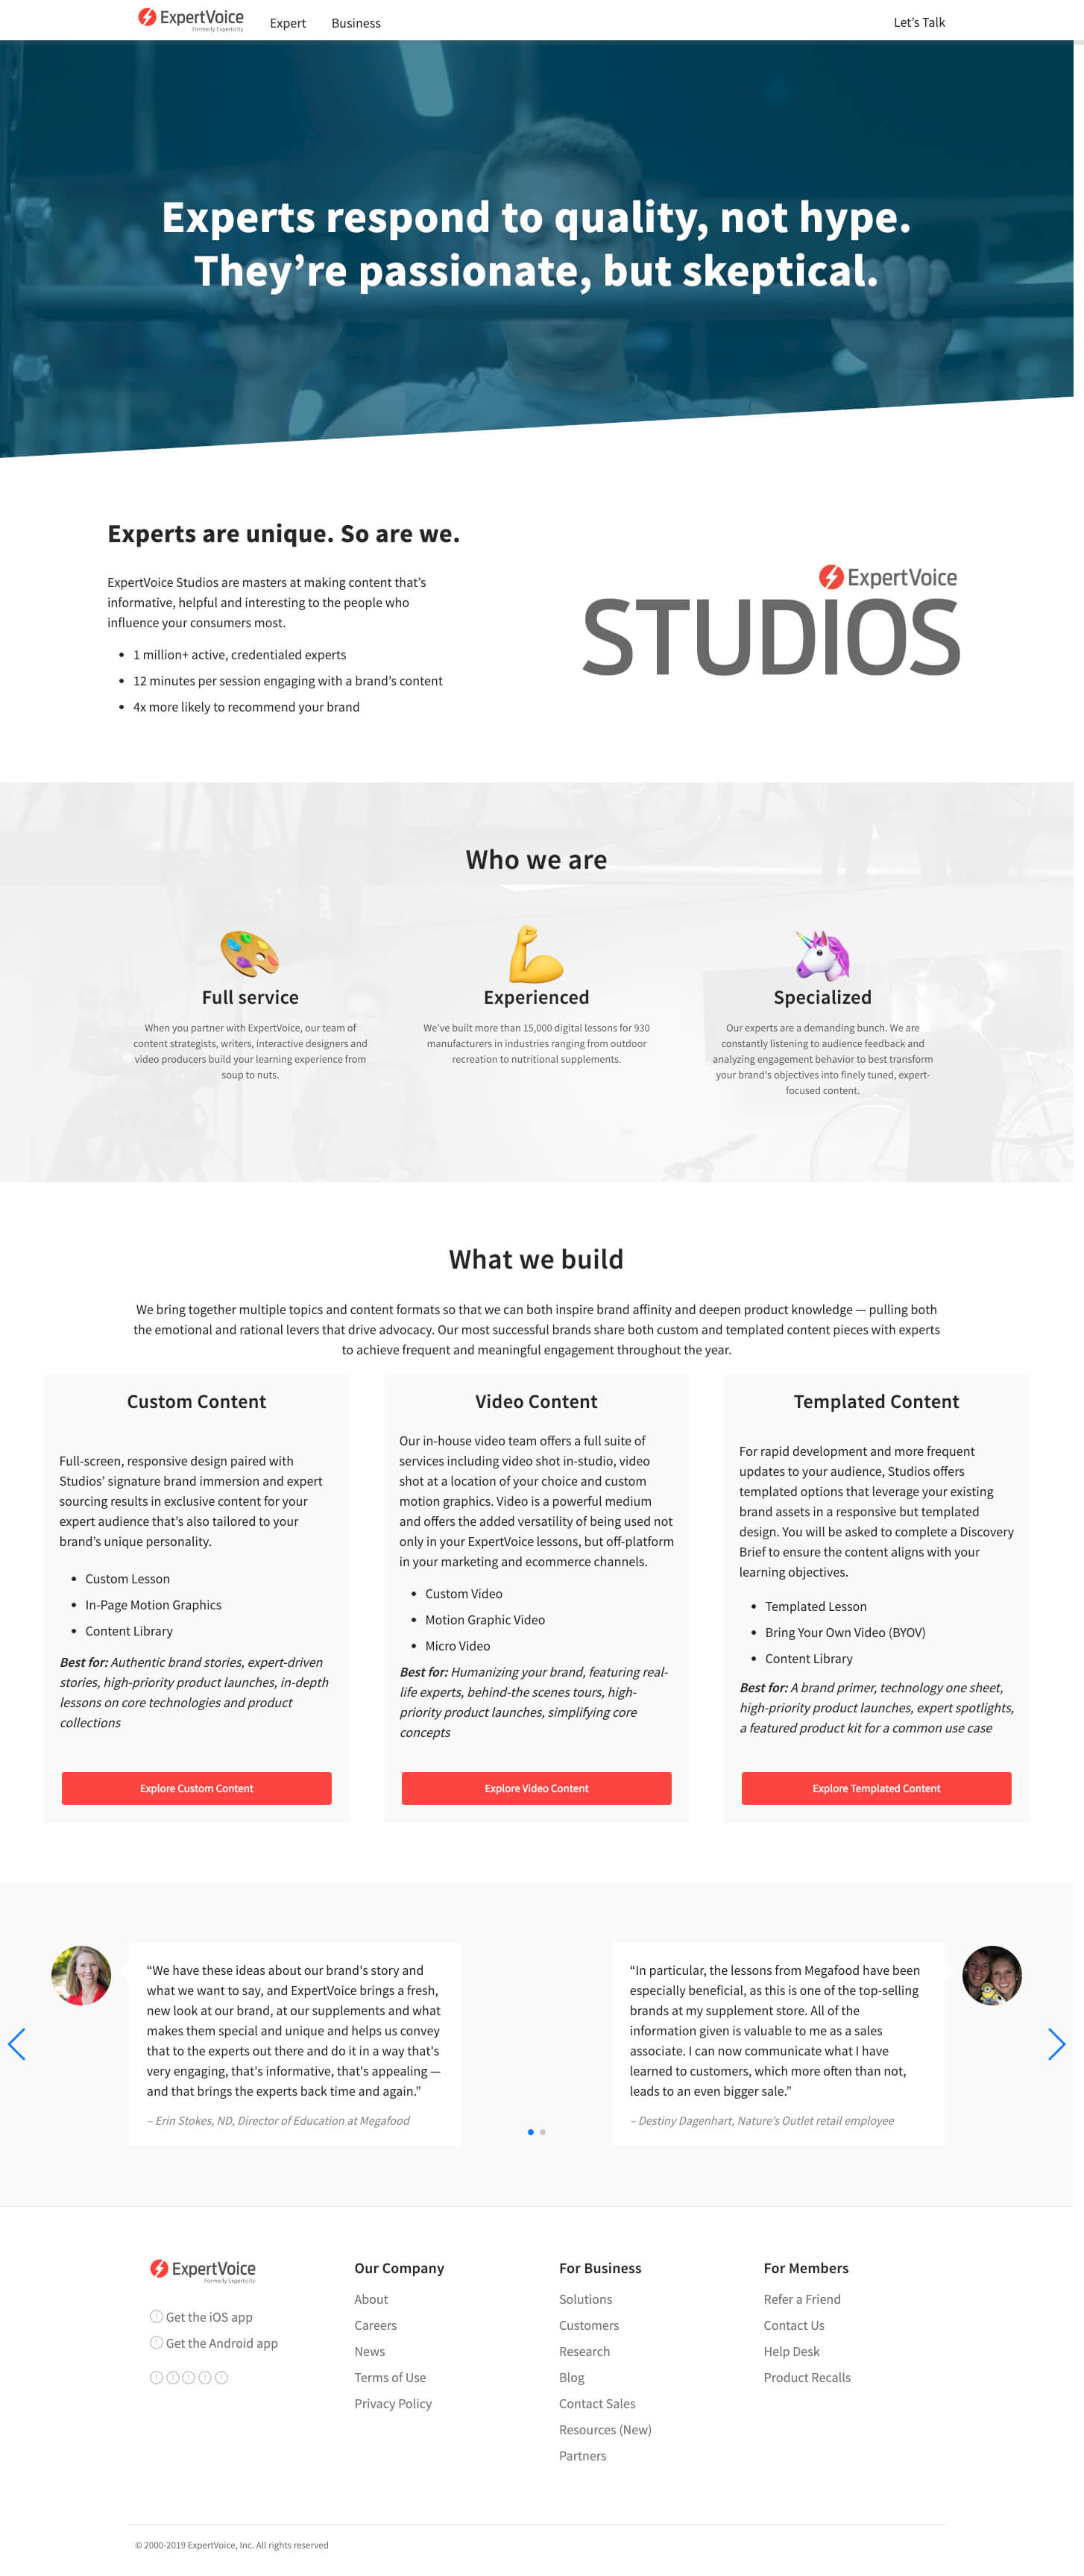 ExpertVoice
Formerly Experticity
Expert
Business
Let’s Talk
Experts respond to quality, not hype.
They’re passionate, but skeptical.
Experts are unique. So are we.
ExpertVoice Studios are masters at making content that’s
informative, helpful and interesting to the people who
influence your consumers most.
• 1 million+ active, credentialed experts
• 12 minutes per session engaging with a brand’s content
• 4x more likely to recommend your brand
ExpertVoice
STUDIOS
Who we are
Full service
When you partner with ExpertVoice, our team of
content strategists, writers, interactive designers and
video producers build your learning experience from
soup to nuts.
Experienced
We’ve built more than 15,000 digital lessons for 930
manufacturers in industries ranging from outdoor
recreation to nutritional supplements.
Specialized
Our experts are a demanding bunch. We are
constantly listening to audience feedback and
analyzing engagement behavior to best transform
your brand's objectives into finely tuned, expert-
focused content.
What we build
We bring together multiple topics and content formats so that we can both inspire brand affinity and deepen product knowledge — pulling both
the emotional and rational levers that drive advocacy. Our most successful brands share both custom and templated content pieces with experts
to achieve frequent and meaningful engagement throughout the year.
Custom Content
Full-screen, responsive design paired with
Studios’ signature brand immersion and expert
sourcing results in exclusive content for your
expert audience that’s also tailored to your
brand’s unique personality.
• Custom Lesson
• In-Page Motion Graphics
• Content Library
Best for: Authentic brand stories, expert-driven
stories, high-priority product launches, in-depth
lessons on core technologies and product
collections
Explore Custom Content
Video Content
Our in-house video team offers a full suite of
services including video shot in-studio, video
shot at a location of your choice and custom
motion graphics. Video is a powerful medium
and offers the added versatility of being used not
only in your ExpertVoice lessons, but off-platform
in your marketing and ecommerce channels.
• Custom Video
• Motion Graphic Video
• Micro Video
Best for: Humanizing your brand, featuring real-
life experts, behind-the scenes tours, high-
priority product launches, simplifying core
concepts
Explore Video Content
Templated Content
For rapid development and more frequent
updates to your audience, Studios offers
templated options that leverage your existing
brand assets in a responsive but templated
design. You will be asked to complete a Discovery
Brief to ensure the content aligns with your
learning objectives.
• Templated Lesson
• Bring Your Own Video (BYOV)
• Content Library
Best for: A brand primer, technology one sheet,
high-priority product launches, expert spotlights,
a featured product kit for a common use case
Explore Templated Content
“We have these ideas about our brand's story and
what we want to say, and ExpertVoice brings a fresh,
new look at our brand, at our supplements and what
makes them special and unique and helps us convey
that to the experts out there and do it in a way that's
very engaging, that's informative, that's appealing —
and that brings the experts back time and again.”
– Erin Stokes, ND, Director of Education at Megafood
“In particular, the lessons from Megafood have been
especially beneficial, as this is one of the top-selling
brands at my supplement store. All of the
information given is valuable to me as a sales
associate. I can now communicate what I have
learned to customers, which more often than not,
leads to an even bigger sale.”
– Destiny Dagenhart, Nature’s Outlet retail employee
ExpertVoice
Formerly Experticity
Get the iOS app
Get the Android app
Our Company
About
Careers
News
Terms of Use
Privacy Policy
For Business
Solutions
Customers
Research
Blog
Contact Sales
Resources (New)
Partners
For Members
Refer a Friend
Contact Us
Help Desk
Product Recalls
© 2000-2019 ExpertVoice, Inc. All rights reserved